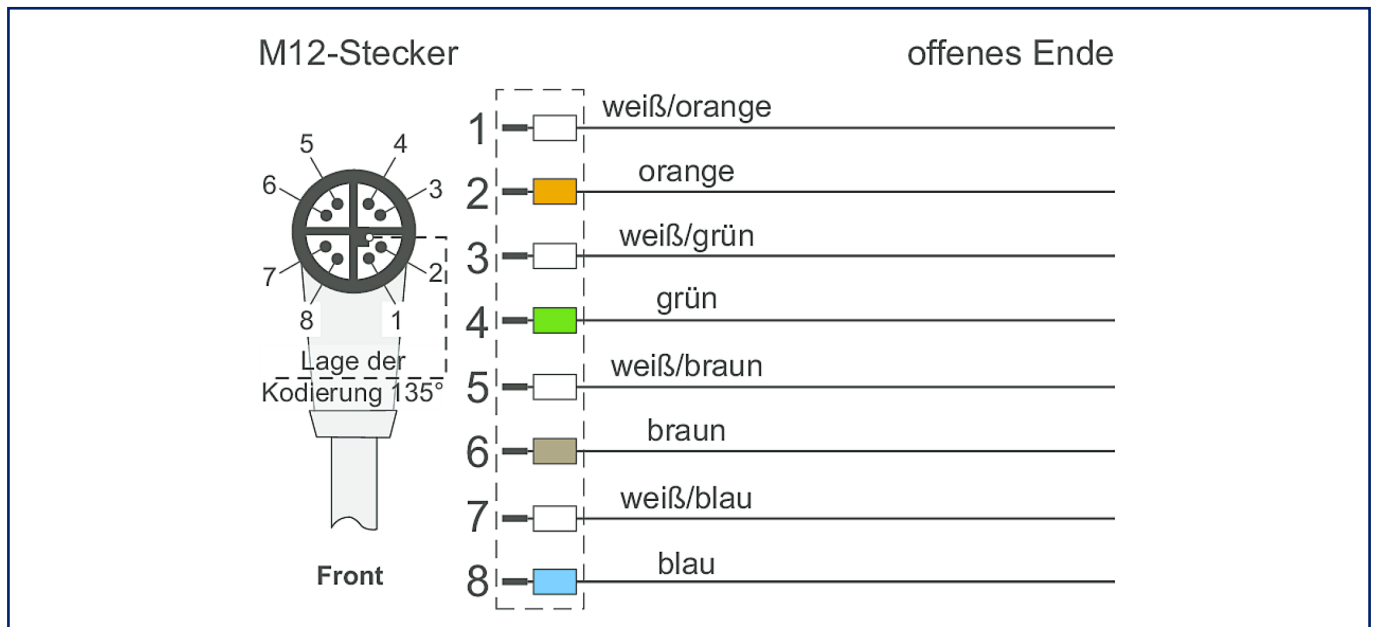 M12-Stecker
offenes Ende
1 weiß/orange
2 orange
3 weiß/grün
4 grün
5 weiß/braun
6 braun
7 weiß/blau
8 blau
5 4
6 3
7 2
8 1
Lage der
Kodierung 135°
Front